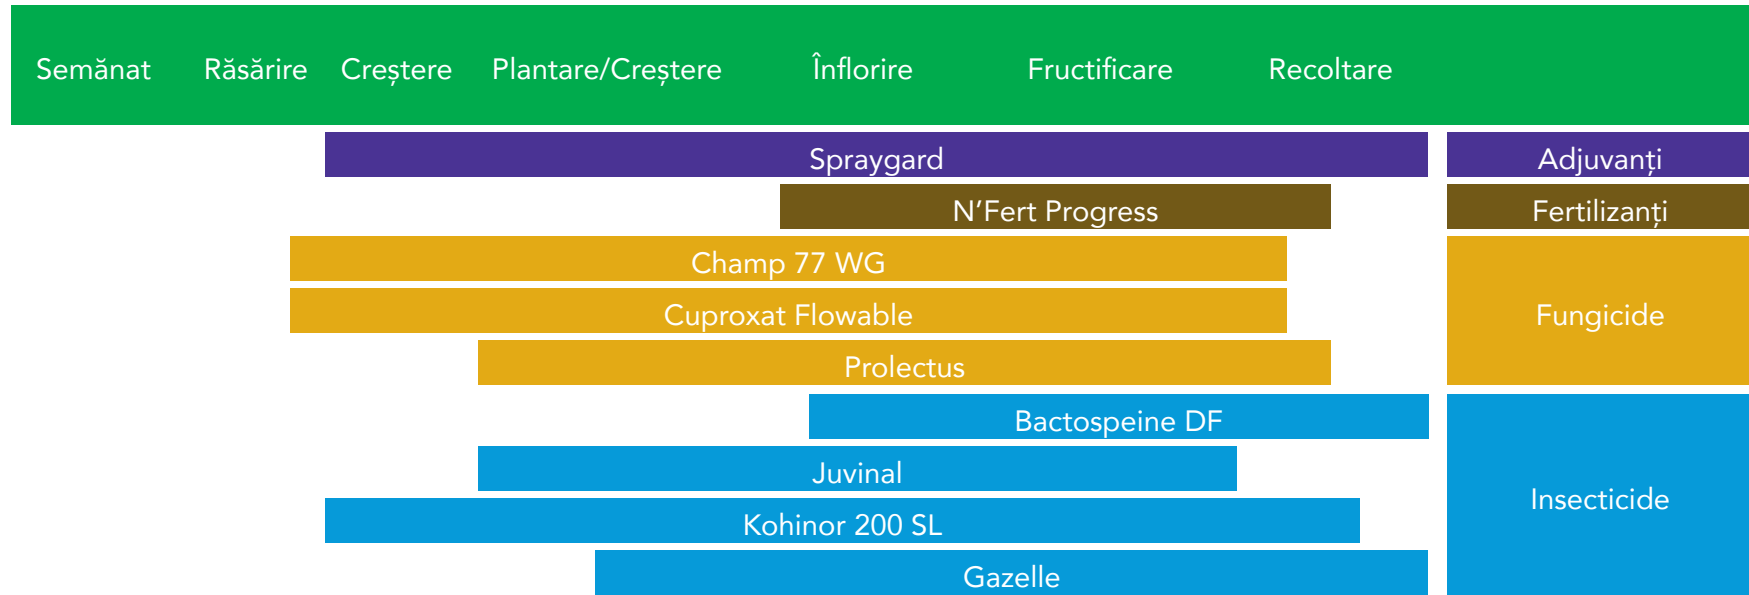 Semănat Răsărire Creștere Plantare/Creștere Înflorire Fructificare Recoltare
Spraygard Adjuvanți
N’Fert Progress Fertilizanți
Champ 77 WG
Cuproxat Flowable Fungicide
Prolectus
Bactospeine DF
Juvinal
Insecticide
Kohinor 200 SL
Gazelle